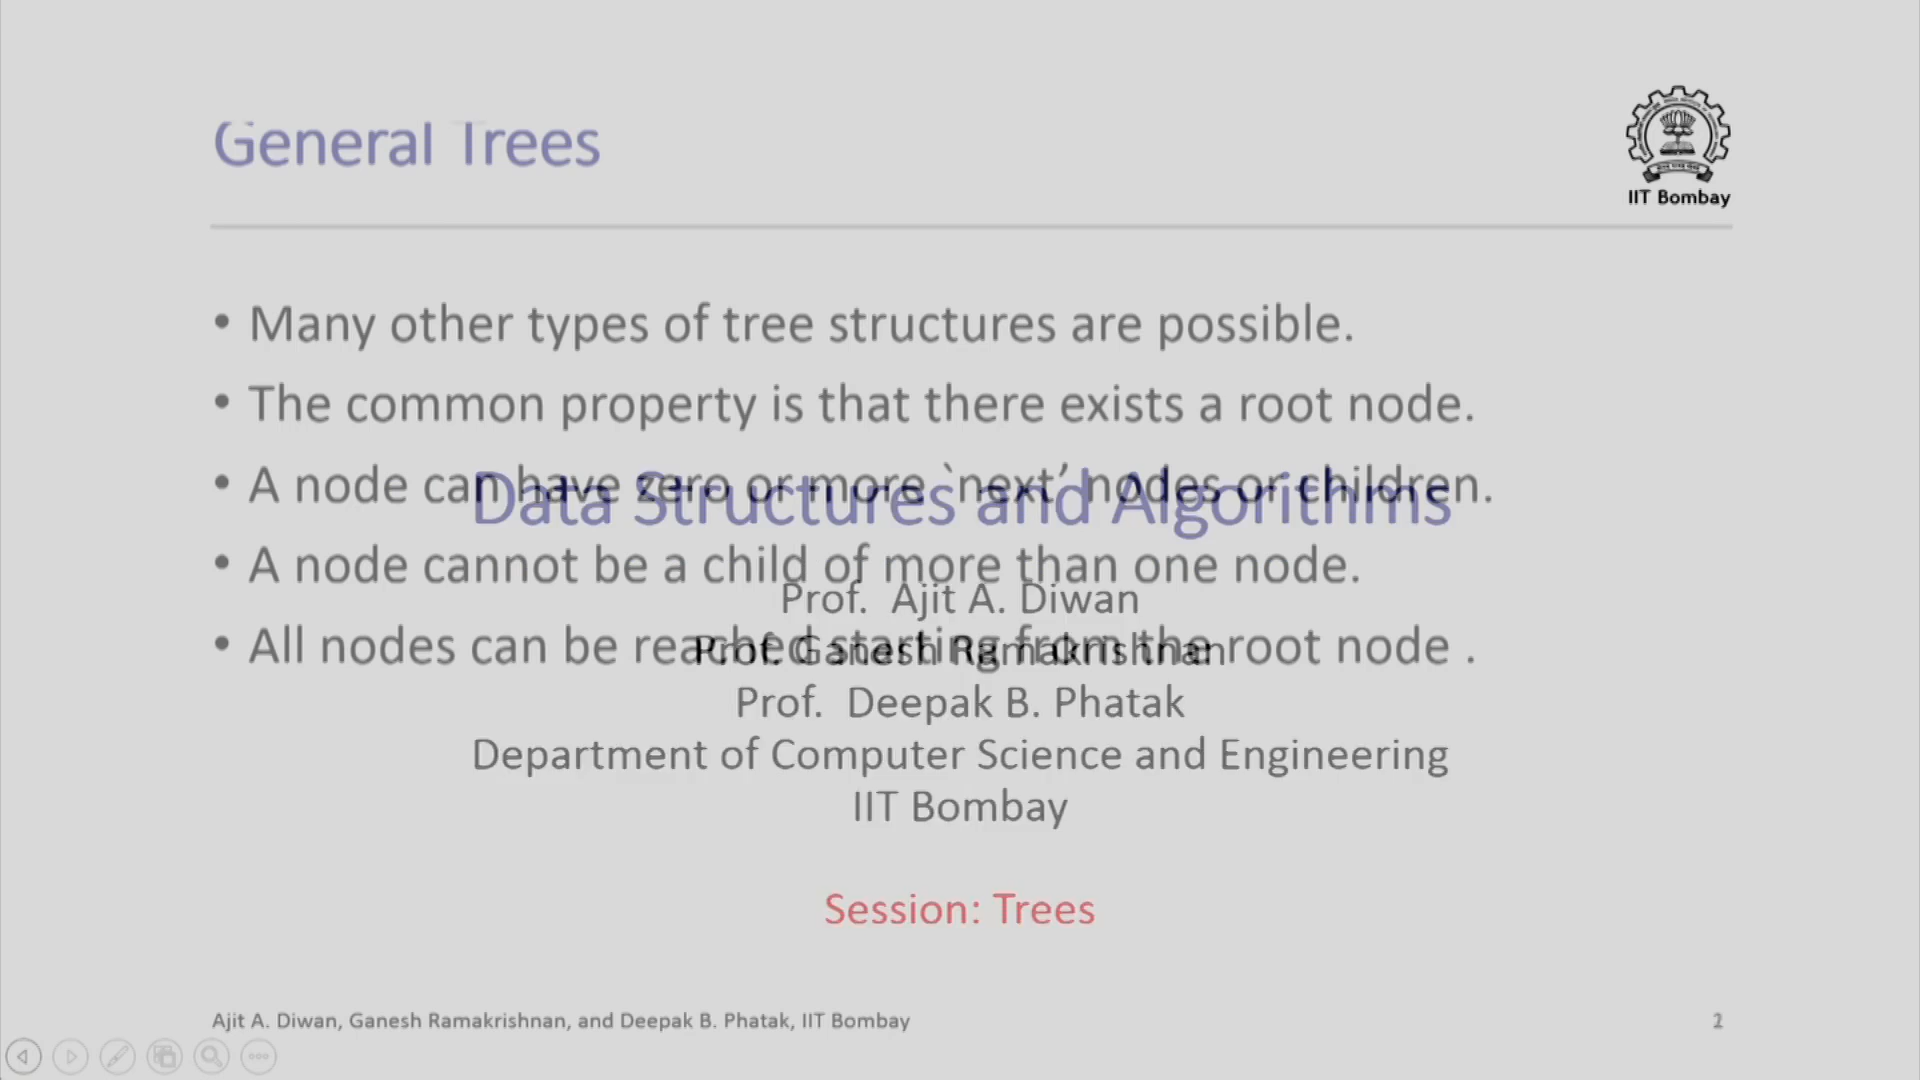 General Trees
IIT Bombay
• Many other types of tree structures are possible.
• The common property is that there exists a root node.
• A node can have zero or more `next’ nodes or children.
Data Structures and Algorithms
• A node cannot be a child of more than one node.
Prof. Ajit A. Diwan
• All nodes can be reached starting from the root node .
Prof. Ganesh Ramakrishnan
Prof. Deepak B. Phatak
Department of Computer Science and Engineering
IIT Bombay
Session: Trees
Ajit A. Diwan, Ganesh Ramakrishnan, and Deepak B. Phatak, IIT Bombay